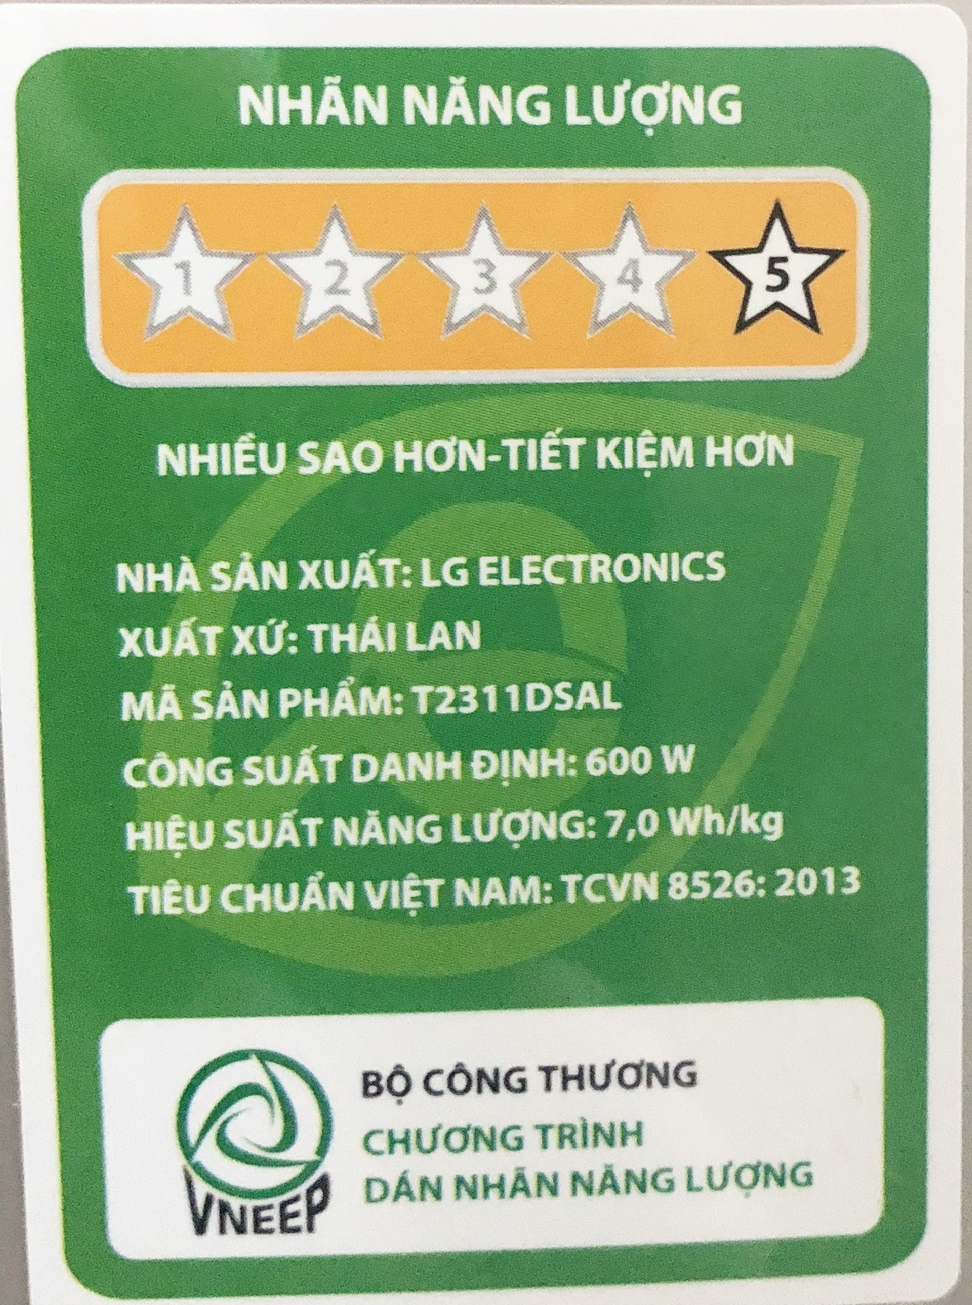 NHÃN NĂNG LƯỢNG
1 2 3 4 5
NHIỀU SAO HƠN-TIẾT KIỆM HƠN
NHÀ SẢN XUẤT: LG ELECTRONICS
XUẤT XỨ: THÁI LAN
MÃ SẢN PHẨM: T2311DSAL
CÔNG SUẤT DANH ĐỊNH: 600 W
HIỆU SUẤT NĂNG LƯỢNG: 7,0 Wh/kg
TIÊU CHUẨN VIỆT NAM: TCVN 8526: 2013
BỘ CÔNG THƯƠNG
CHƯƠNG TRÌNH
DÁN NHÃN NĂNG LƯỢNG
VNEEP